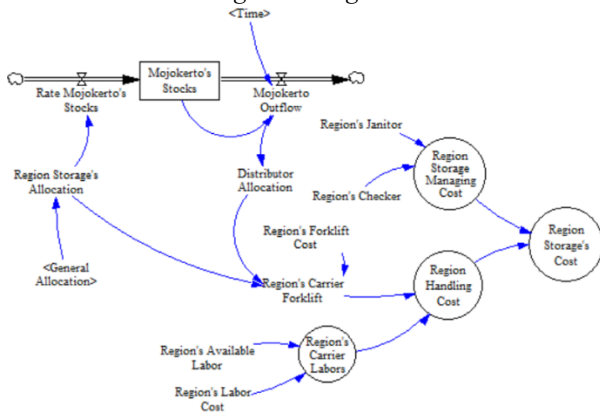 <Time>
Mojokerto's
Stocks
Rate Mojokerto's
Stocks
Mojokerto
Outflow
Region's Janitor
Region
Storage
Managing
Cost
Region Storage's
Allocation
Distributor
Allocation
Region's Checker
Region's Forklift
Cost
Region
Storage's
Cost
<General
Allocation>
Region's Carrier
Forklift
Region
Handling
Cost
Region's Available
Labor
Region's
Carrier
Labors
Region's Labor
Cost